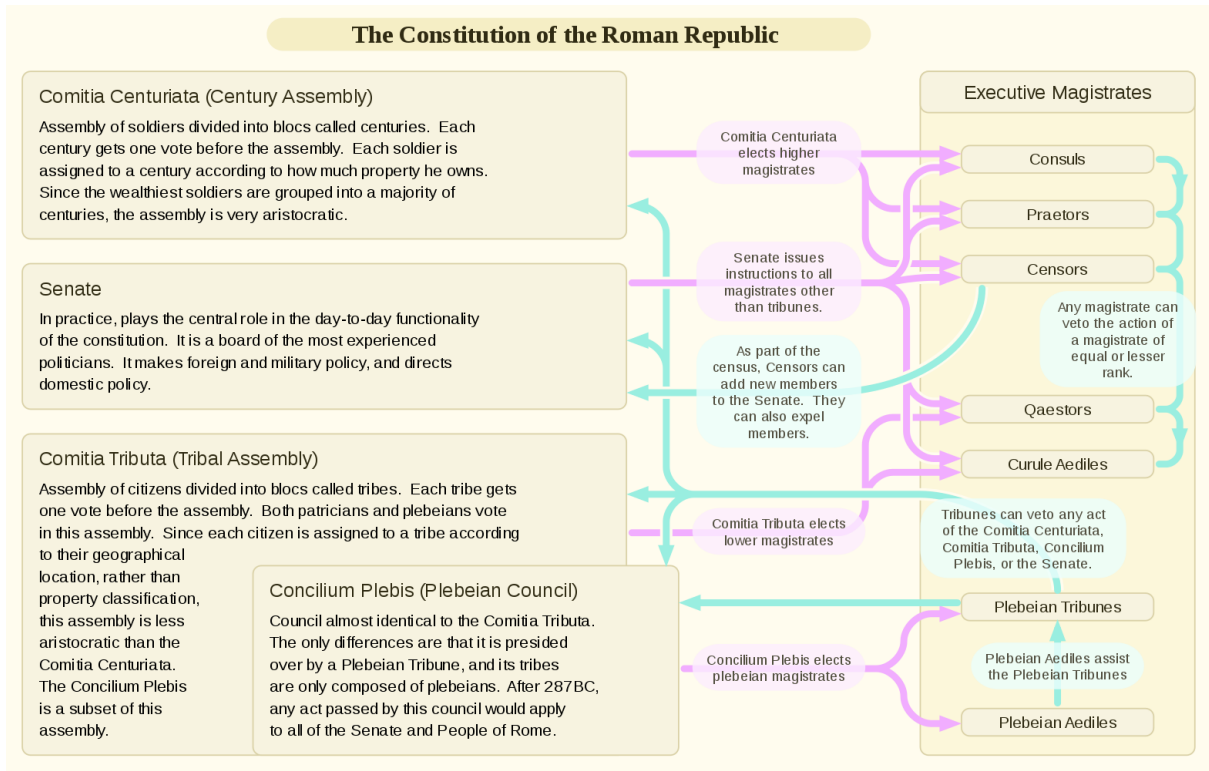 The Constitution of the Roman Republic
Comitia Centuriata (Century Assembly)
Assembly of soldiers divided into blocs called centuries. Each
century gets one vote before the assembly. Each soldier is
assigned to a century according to how much property he owns.
Since the wealthiest soldiers are grouped into a majority of
centuries, the assembly is very aristocratic.
Senate
In practice, plays the central role in the day-to-day functionality
of the constitution. It is a board of the most experienced
politicians. It makes foreign and military policy, and directs
domestic policy.
Comitia Tributa (Tribal Assembly)
Assembly of citizens divided into blocs called tribes. Each tribe gets
one vote before the assembly. Both patricians and plebeians vote
in this assembly. Since each citizen is assigned to a tribe according
to their geographical
location, rather than
property classification,
this assembly is less
aristocratic than the
Comitia Centuriata.
The Concilium Plebis
is a subset of this
assembly.
Concilium Plebis (Plebeian Council)
Council almost identical to the Comitia Tributa.
The only differences are that it is presided
over by a Plebeian Tribune, and its tribes
are only composed of plebeians. After 287BC,
any act passed by this council would apply
to all of the Senate and People of Rome.
Comitia Centuriata
elects higher
magistrates
Senate issues
instructions to all
magistrates other
than tribunes.
As part of the
census, Censors can
add new members
to the Senate. They
can also expel
members.
Comitia Tributa elects
lower magistrates
Concilium Plebis elects
plebeian magistrates
Executive Magistrates
Consuls
Praetors
Censors
Any magistrate can
veto the action of
a magistrate of
equal or lesser
rank.
Qaestors
Curule Aediles
Tribunes can veto any act
of the Comitia Centuriata,
Comitia Tributa, Concilium
Plebis, or the Senate.
Plebeian Tribunes
Plebeian Aediles assist
the Plebeian Tribunes
Plebeian Aediles